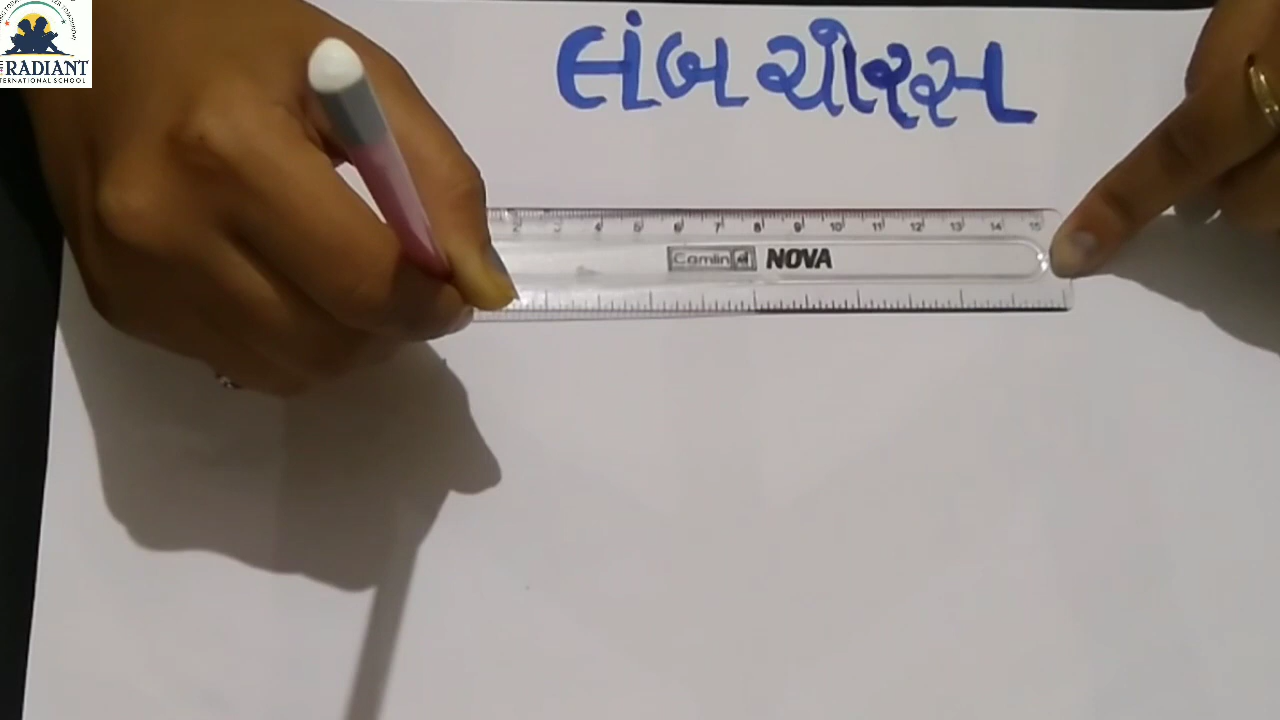 RADIANT
INTERNATIONAL SCHOOL
લંબ ચોરસ
2 3 4 5 6 7 8 9 10 11 12 13 14 15
Camlin NOVA